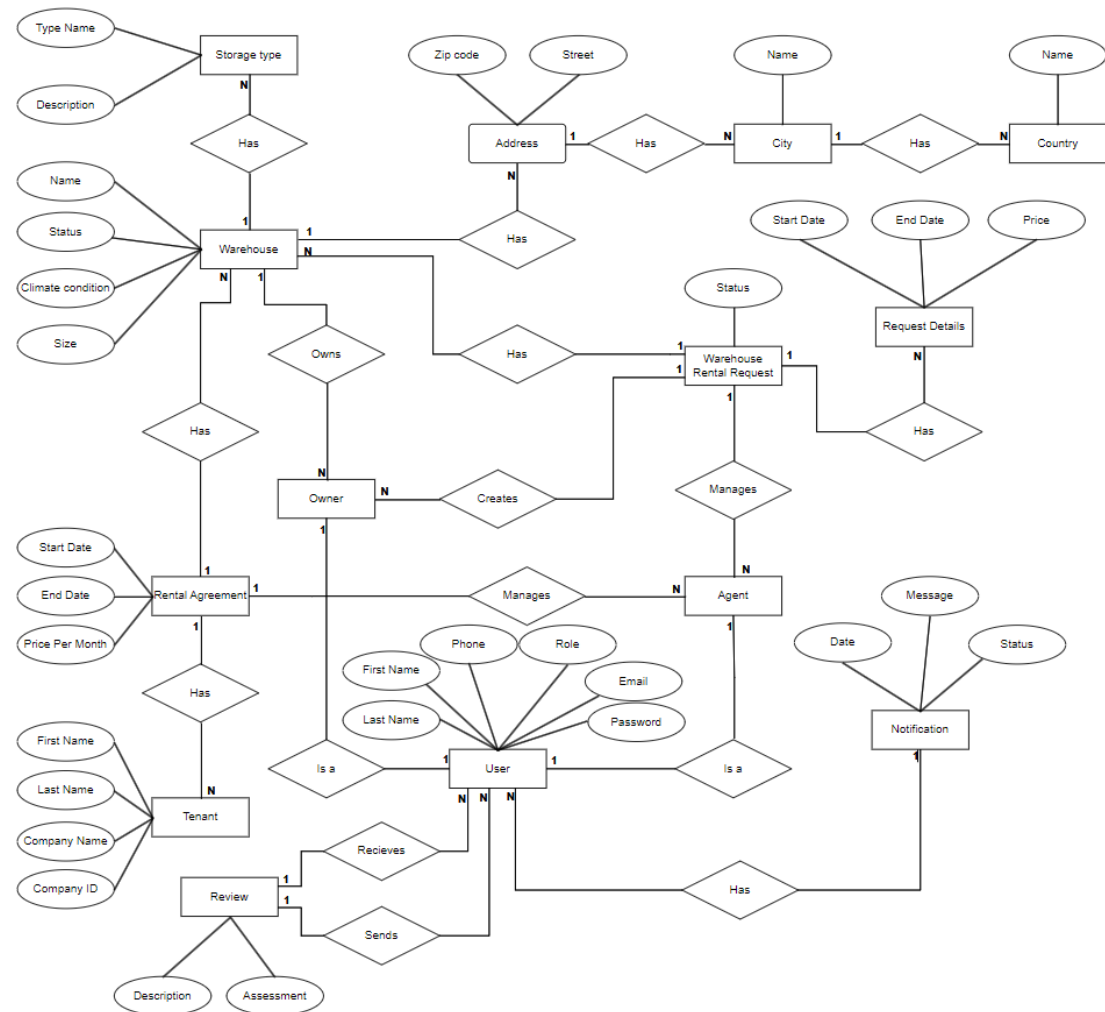 Type Name
Storage type
Description
Zip code
Street
Name
Name
Has
Address
1
Has
N
City
1
Has
N
Country
N
N
1
Name
Status
Climate condition
Size
Warehouse
1
N
N
1
Has
Start Date
End Date
Price
Status
Request Details
N
Owns
Has
1
1
Warehouse
Rental Request
1
1
Has
Has
N
Owner
N
Creates
Manages
1
Start Date
End Date
Price Per Month
1
Rental Agreement
1
1
Manages
N
N
Agent
1
Message
Date
Status
Notification
1
Phone
Role
First Name
Email
Last Name
Password
Has
First Name
Last Name
Company Name
Company ID
N
Tenant
Is a
1
User
1
Is a
N
N
N
Recieves
1
Review
1
Sends
Has
Description
Assessment